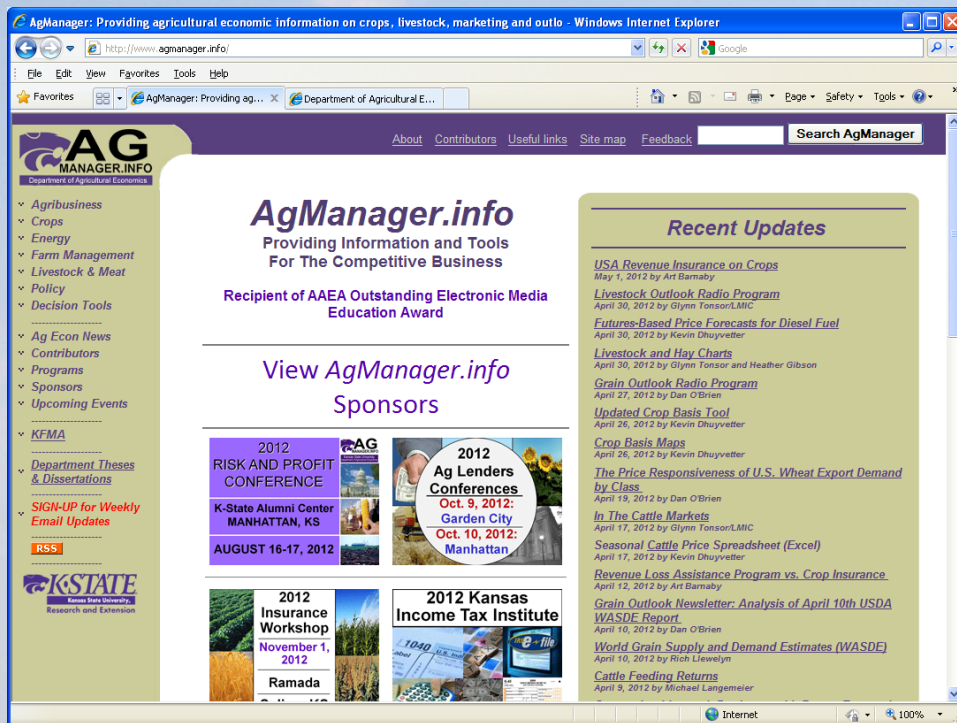 AgManager: Providing agricultural economic information on crops, livestock, marketing and outlo - Windows Internet Explorer
http://www.agmanager.info/
Google
File Edit View Favorites Tools Help
Favorites
AgManager: Providing ag...
Department of Agricultural E...
Page Safety Tools
AG
MANAGER.INFO
Department of Agricultural Economics
About Contributors Useful links Site map Feedback
Search AgManager
Agribusiness
Crops
Energy
Farm Management
Livestock & Meat
Policy
Decision Tools
--------------------
Ag Econ News
Contributors
Programs
Sponsors
Upcoming Events
--------------------
KFMA
--------------------
Department Theses
& Dissertations
--------------------
SIGN-UP for Weekly
Email Updates
--------------------
RSS
--------------------
K-STATE
Kansas State University
Research and Extension
AgManager.info
Providing Information and Tools
For The Competitive Business
Recipient of AAEA Outstanding Electronic Media
Education Award
View AgManager.info
Sponsors
2012
RISK AND PROFIT
CONFERENCE
K-State Alumni Center
MANHATTAN, KS
AUGUST 16-17, 2012
AG
MANAGER.INFO
2012
Ag Lenders
Conferences
Oct. 9, 2012:
Garden City
Oct. 10, 2012:
Manhattan
2012
Insurance
Workshop
November 1,
2012
Ramada
2012 Kansas
Income Tax Institute
1040
Label
e-file
Recent Updates
USA Revenue Insurance on Crops
May 1, 2012 by Art Barnaby
Livestock Outlook Radio Program
April 30, 2012 by Glynn Tonsor/LMIC
Futures-Based Price Forecasts for Diesel Fuel
April 30, 2012 by Kevin Dhuyvetter
Livestock and Hay Charts
April 30, 2012 by Glynn Tonsor and Heather Gibson
Grain Outlook Radio Program
April 27, 2012 by Dan O'Brien
Updated Crop Basis Tool
April 26, 2012 by Kevin Dhuyvetter
Crop Basis Maps
April 26, 2012 by Kevin Dhuyvetter
The Price Responsiveness of U.S. Wheat Export Demand
by Class
April 19, 2012 by Dan O'Brien
In The Cattle Markets
April 17, 2012 by Glynn Tonsor/LMIC
Seasonal Cattle Price Spreadsheet (Excel)
April 17, 2012 by Kevin Dhuyvetter
Revenue Loss Assistance Program vs. Crop Insurance
April 12, 2012 by Art Barnaby
Grain Outlook Newsletter: Analysis of April 10th USDA
WASDE Report
April 10, 2012 by Dan O'Brien
World Grain Supply and Demand Estimates (WASDE)
April 10, 2012 by Rich Llewelyn
Cattle Feeding Returns
April 9, 2012 by Michael Langemeier
Internet
100%